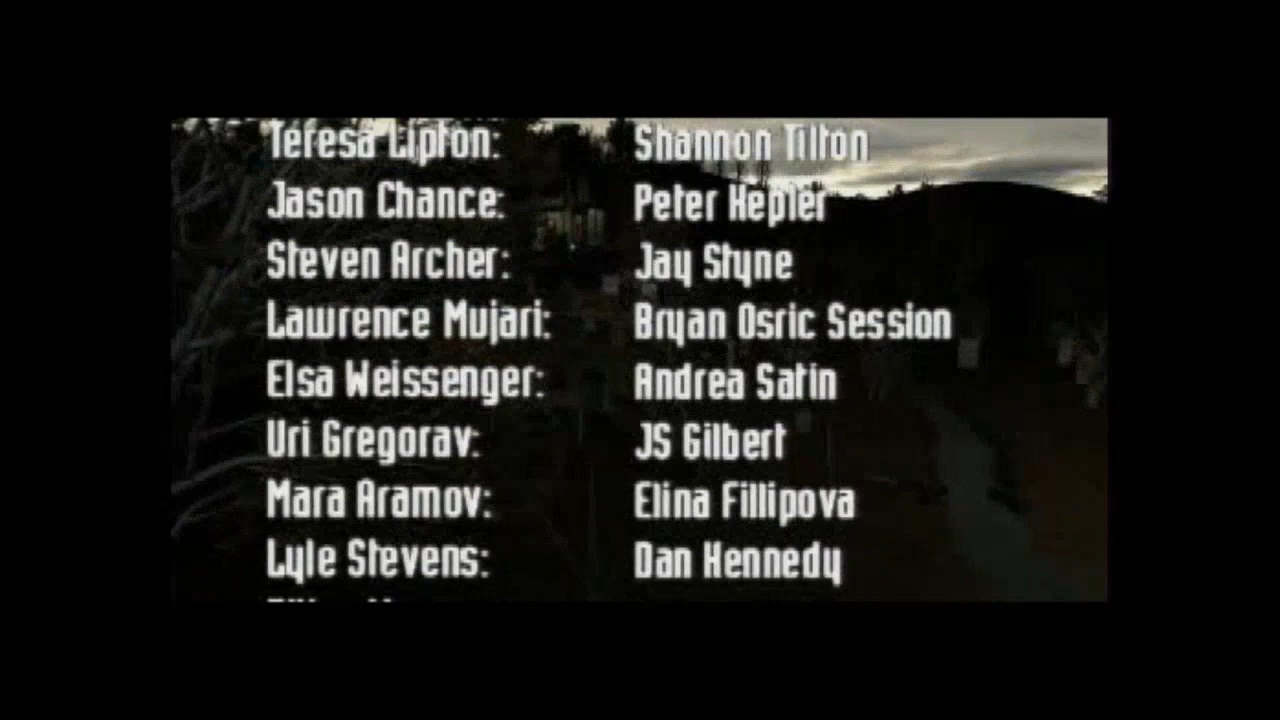 Teresa Lipton: Shannon Tilton
Jason Chance: Peter Hepler
Steven Archer: Jay Styne
Lawrence Mujari: Bryan Osric Session
Elsa Weissenger: Andrea Satin
Uri Gregorav: JS Gilbert
Mara Aramov: Elina Fillipova
Lyle Stevens: Dan Kennedy